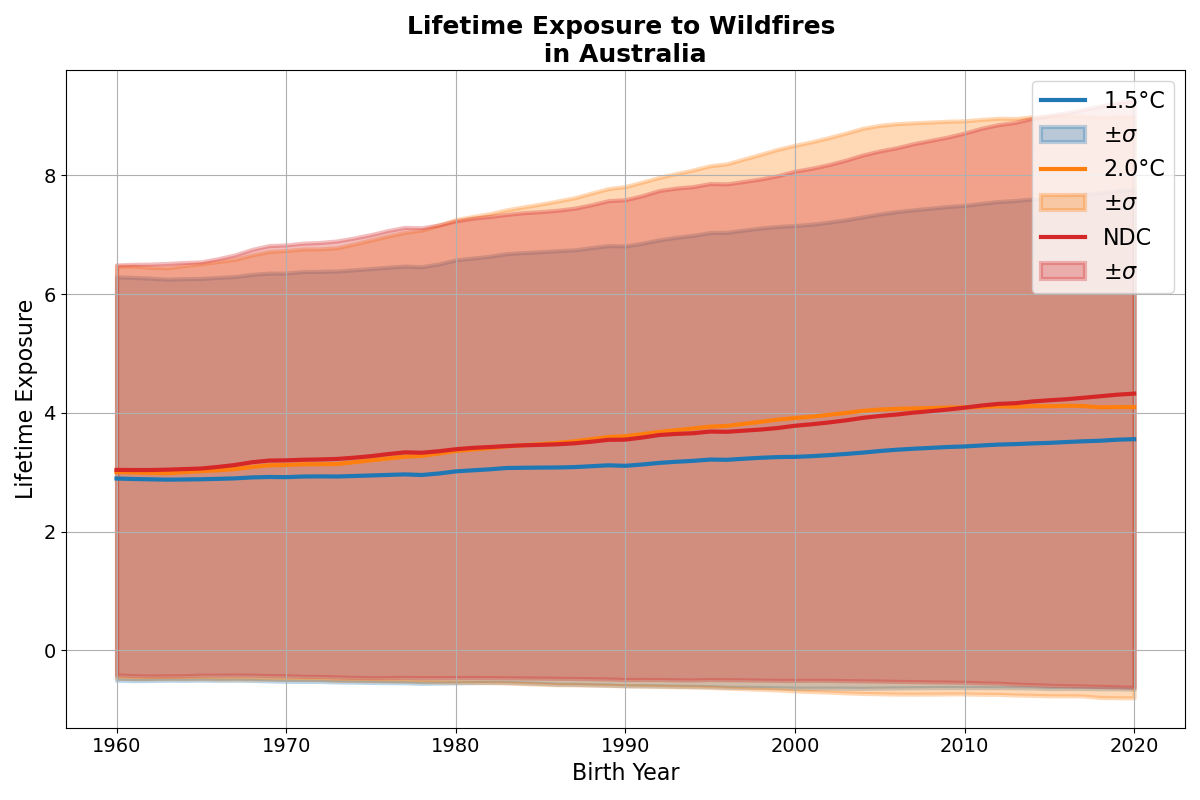 Lifetime Exposure to Wildfires
in Australia
Lifetime Exposure
8
6
4
2
0
1960 1970 1980 1990 2000 2010 2020
Birth Year
1.5°C
±σ
2.0°C
±σ
NDC
±σ